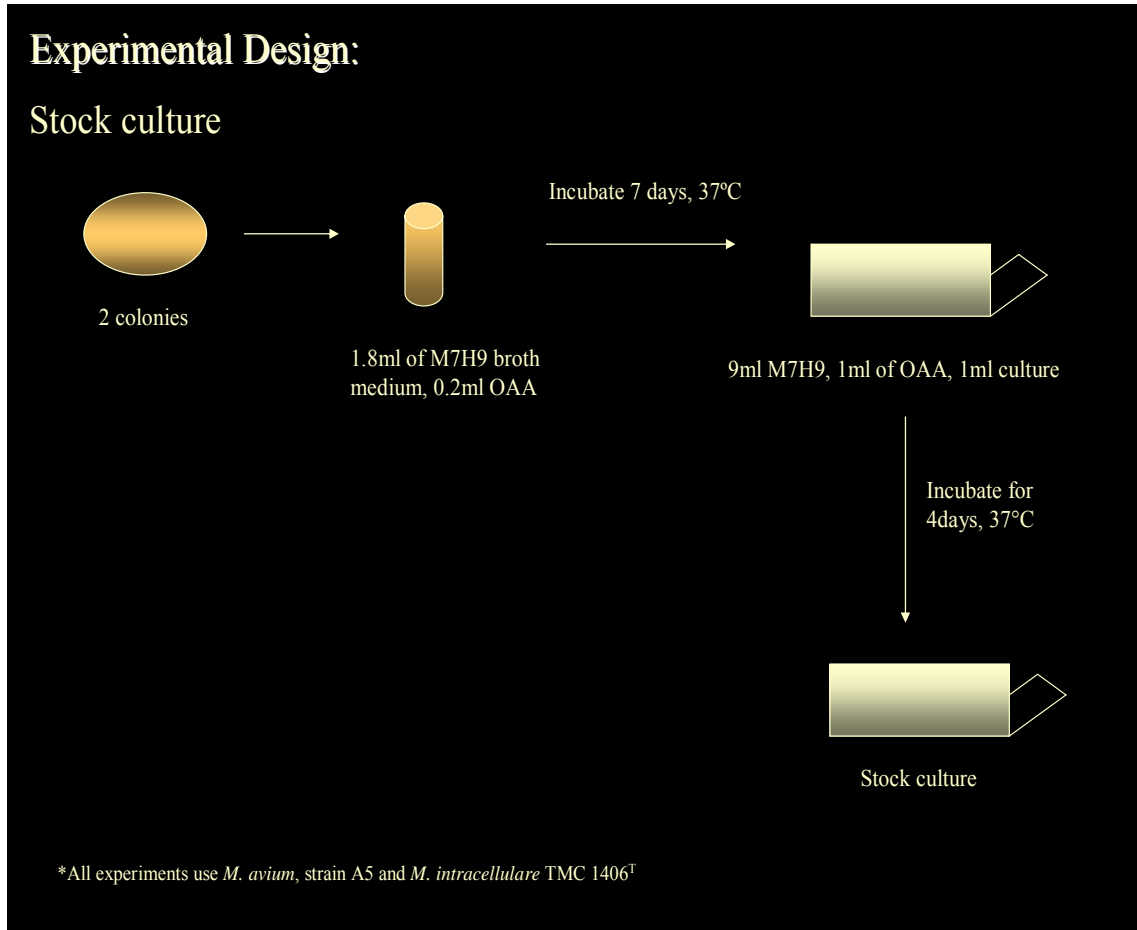 Experimental Design:
Stock culture
Incubate 7 days, 37ºC
2 colonies
1.8ml of M7H9 broth
medium, 0.2ml OAA
9ml M7H9, 1ml of OAA, 1ml culture
Incubate for
4days, 37°C
Stock culture
*All experiments use M. avium, strain A5 and M. intracellulare TMC 1406ᵀ